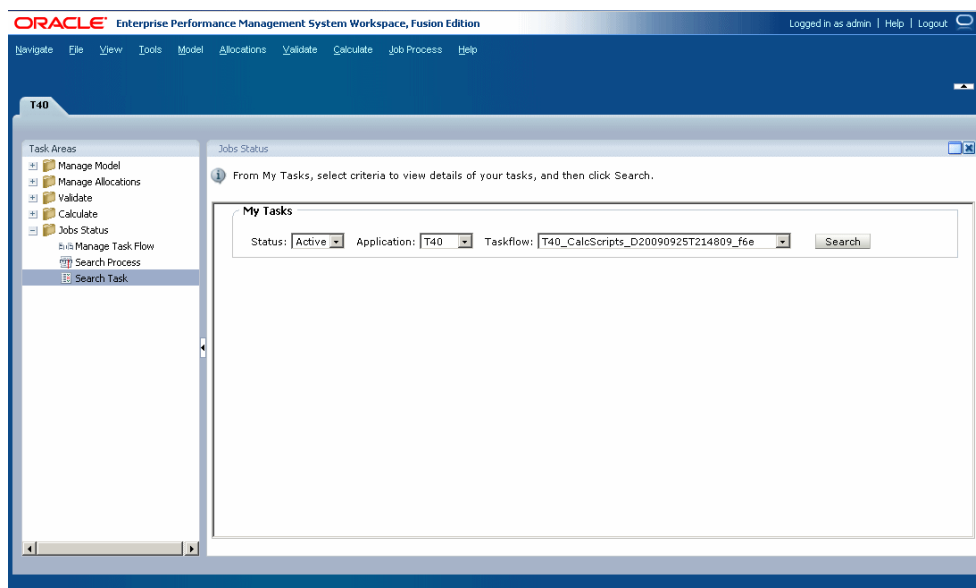 ORACLE Enterprise Performance Management System Workspace, Fusion Edition Logged in as admin | Help | Logout
Navigate File View Tools Model Allocations Validate Calculate Job Process Help
T40
Task Areas
Manage Model
Manage Allocations
Validate
Calculate
Jobs Status
Manage Task Flow
Search Process
Search Task
Jobs Status
From My Tasks, select criteria to view details of your tasks, and then click Search.
My Tasks
Status: Active Application: T40 Taskflow: T40_CalcScripts_D20090925T214809_f6e Search